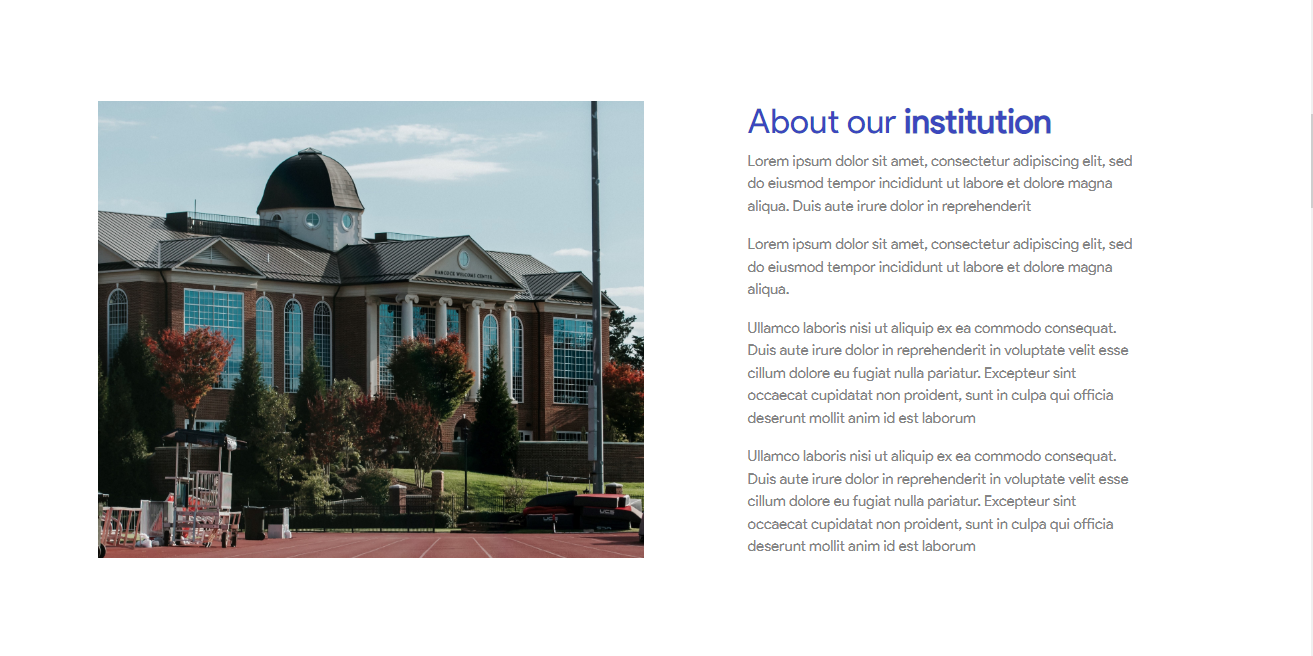 About our institution
Lorem ipsum dolor sit amet, consectetur adipiscing elit, sed
do eiusmod tempor incididunt ut labore et dolore magna
aliqua. Duis aute irure dolor in reprehenderit
Lorem ipsum dolor sit amet, consectetur adipiscing elit, sed
do eiusmod tempor incididunt ut labore et dolore magna
aliqua.
Ullamco laboris nisi ut aliquip ex ea commodo consequat.
Duis aute irure dolor in reprehenderit in voluptate velit esse
cillum dolore eu fugiat nulla pariatur. Excepteur sint
occaecat cupidatat non proident, sunt in culpa qui officia
deserunt mollit anim id est laborum
Ullamco laboris nisi ut aliquip ex ea commodo consequat.
Duis aute irure dolor in reprehenderit in voluptate velit esse
cillum dolore eu fugiat nulla pariatur. Excepteur sint
occaecat cupidatat non proident, sunt in culpa qui officia
deserunt mollit anim id est laborum
HANCOCK WELCOME CENTER
UCS